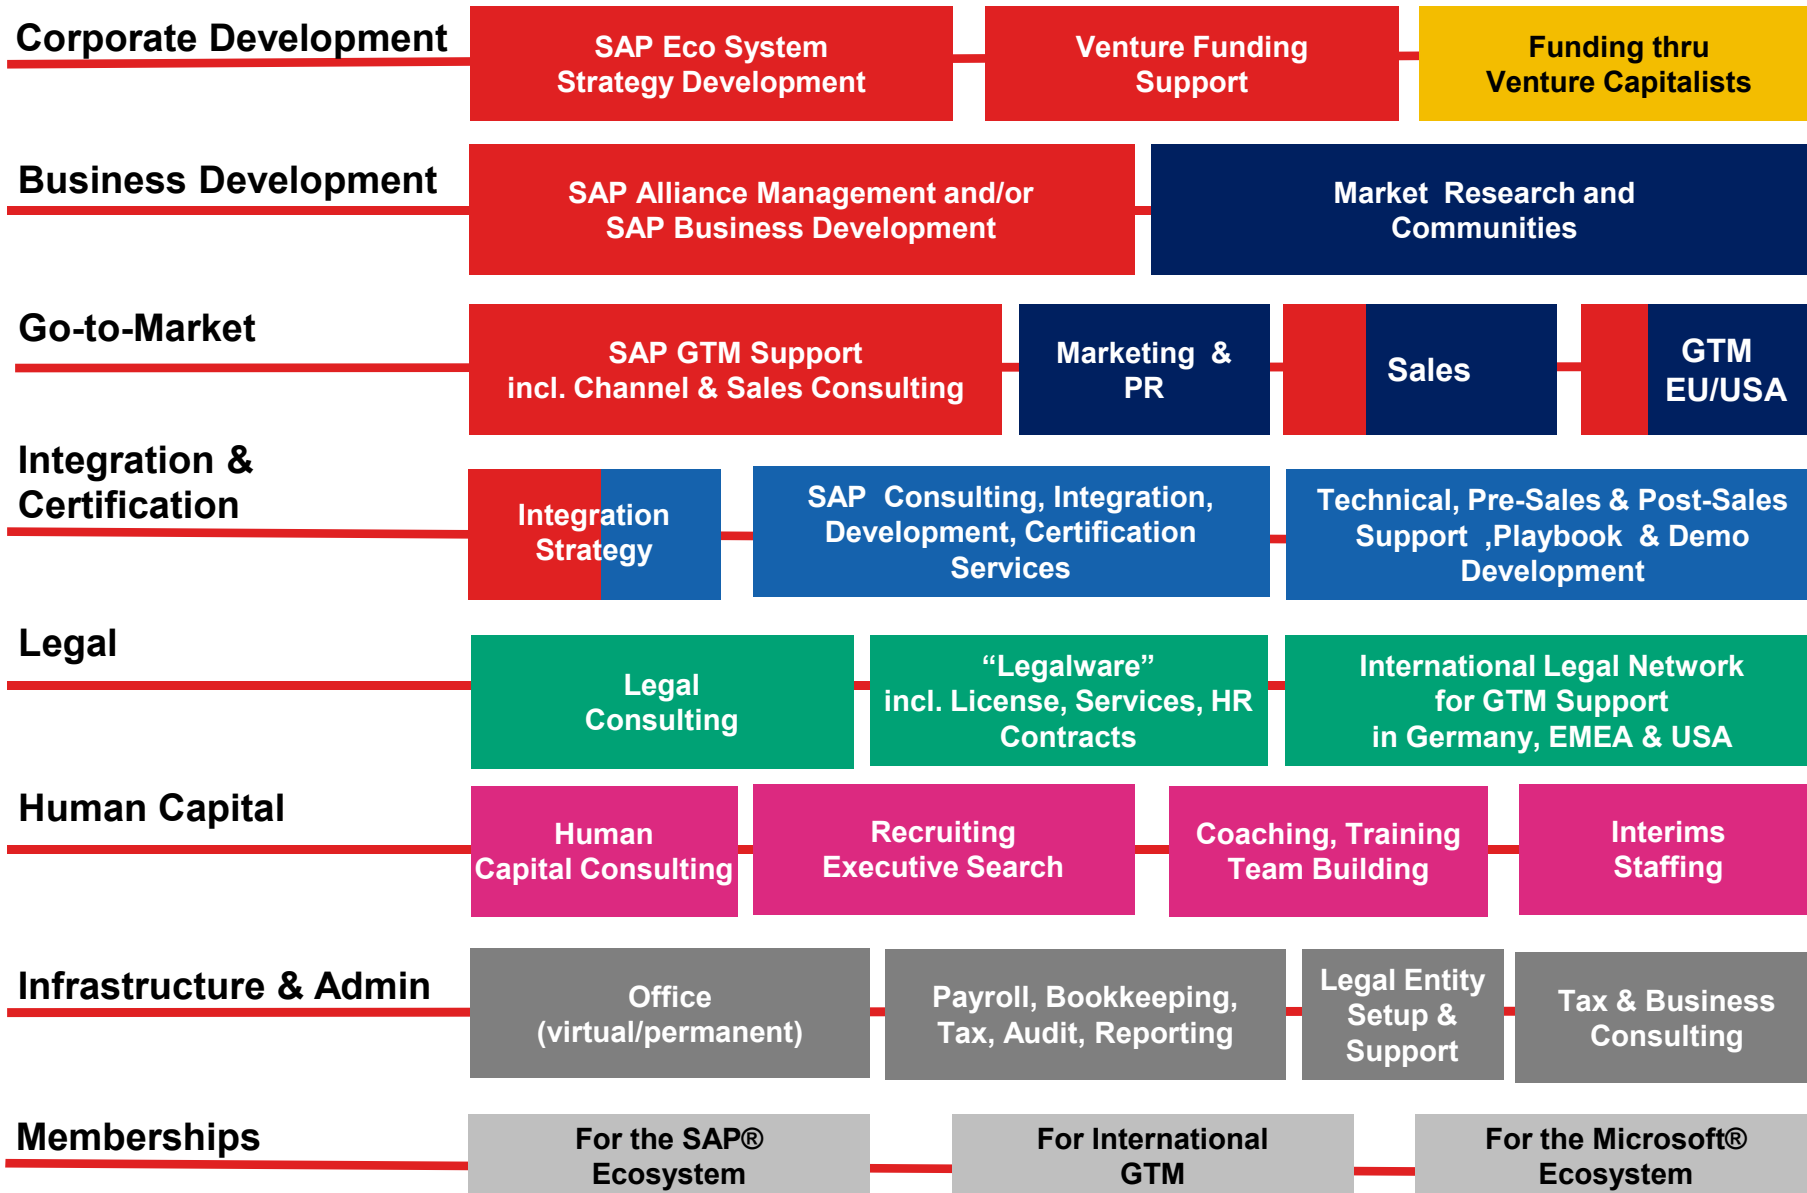 Corporate Development
SAP Eco System
Strategy Development
Venture Funding
Support
Funding thru
Venture Capitalists
Business Development
SAP Alliance Management and/or
SAP Business Development
Market Research and
Communities
Go-to-Market
SAP GTM Support
incl. Channel & Sales Consulting
Marketing &
PR
Sales
GTM
EU/USA
Integration &
Certification
Integration
Strategy
SAP Consulting, Integration,
Development, Certification
Services
Technical, Pre-Sales & Post-Sales
Support ,Playbook & Demo
Development
Legal
Legal
Consulting
“Legalware”
incl. License, Services, HR
Contracts
International Legal Network
for GTM Support
in Germany, EMEA & USA
Human Capital
Human
Capital Consulting
Recruiting
Executive Search
Coaching, Training
Team Building
Interims
Staffing
Infrastructure & Admin
Office
(virtual/permanent)
Payroll, Bookkeeping,
Tax, Audit, Reporting
Legal Entity
Setup &
Support
Tax & Business
Consulting
Memberships
For the SAP®
Ecosystem
For International
GTM
For the Microsoft®
Ecosystem